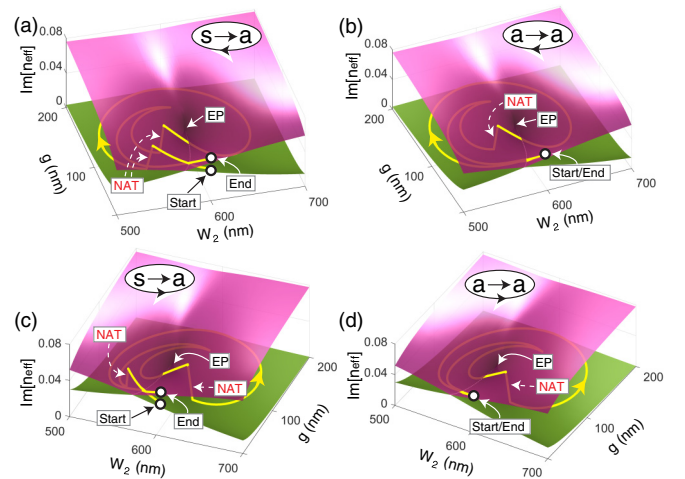 (a)
s→a
0.08
0.04
0
Im[neff]
EP
200
100
g (nm)
NAT
Start
End
500
600
700
W2 (nm)
(b)
a→a
0.08
0.04
0
Im[neff]
NAT
EP
200
100
g (nm)
Start/End
500
600
700
W2 (nm)
(c)
s→a
NAT
0.08
0.04
0
Im[neff]
EP
NAT
Start
End
200
100
g (nm)
500
600
700
W2 (nm)
(d)
a→a
0.08
0.04
0
Im[neff]
EP
NAT
Start/End
200
100
g (nm)
500
600
700
W2 (nm)